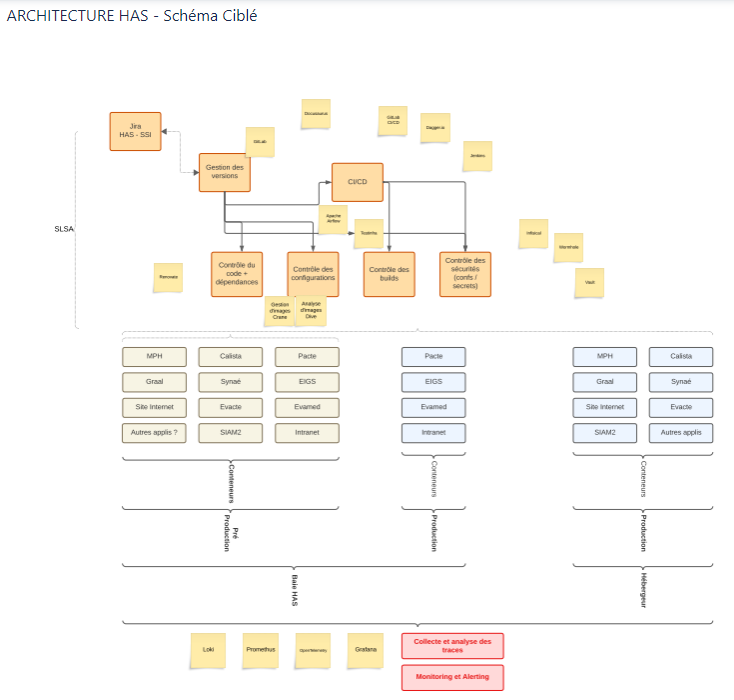 ARCHITECTURE HAS - Schéma Ciblé
Jira
HAS - SSI
Docusaurus
GitLab
CI/CD
Dagger.io
GitLab
Jenkins
Gestion des
versions
CI/CD
SLSA
Apache
Airflow
Testinfra
Infisical
Vault
Renovate
Contrôle du
code +
dépendances
Contrôle des
configurations
Contrôle des
builds
Contrôle des
sécurités
(confs /
secrets)
Gestion
d'images
Crane
Analyse
d'images
Dive
MPH
Calista
Pacte
Pacte
MPH
Calista
Graal
Synaé
EIGS
EIGS
Graal
Synaé
Site Internet
Evacte
Evamed
Evamed
Site Internet
Evacte
Autres applis ?
SIAM2
Intranet
Intranet
SIAM2
Autres applis
Conteneurs
Conteneurs
Conteneurs
Pré
Production
Production
Production
Baie HAS
Hébergeur
Loki
Promethus
OpenTelemetry
Grafana
Collecte et analyse des
traces
Monitoring et Alerting